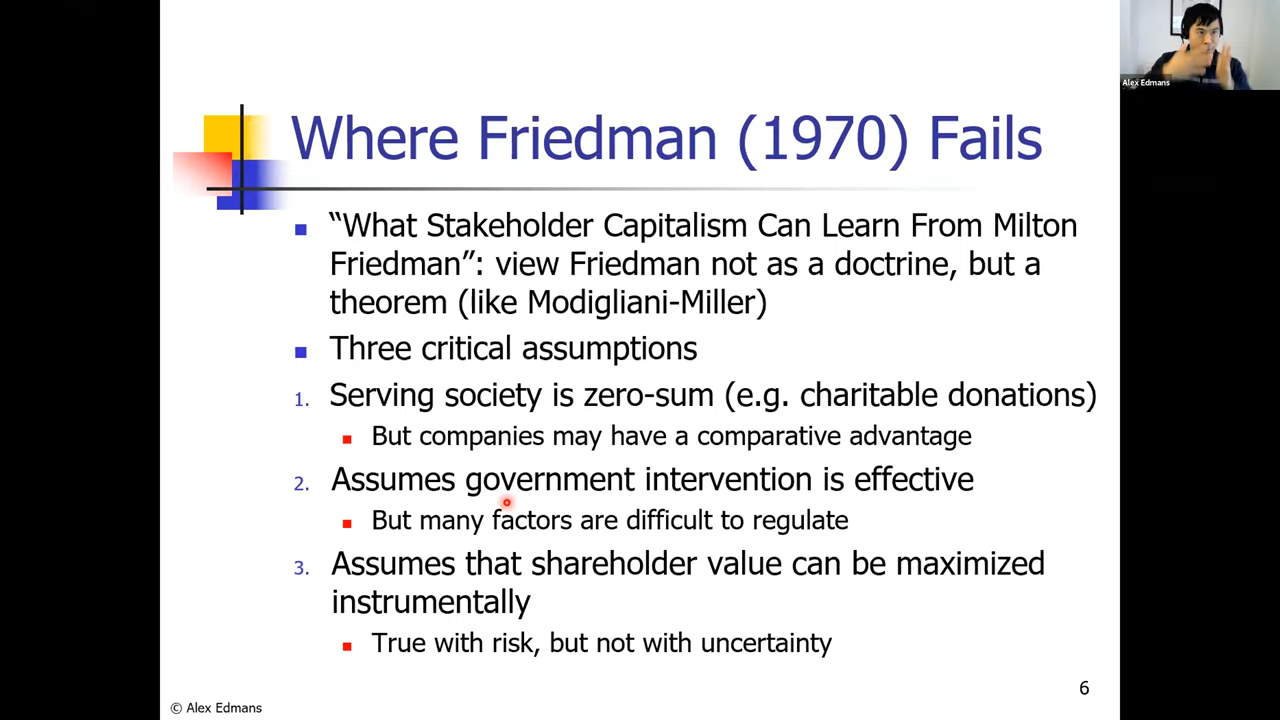 Alex Edmans
Where Friedman (1970) Fails
“What Stakeholder Capitalism Can Learn From Milton
Friedman”: view Friedman not as a doctrine, but a
theorem (like Modigliani-Miller)
Three critical assumptions
1. Serving society is zero-sum (e.g. charitable donations)
But companies may have a comparative advantage
2. Assumes government intervention is effective
But many factors are difficult to regulate
3. Assumes that shareholder value can be maximized
instrumentally
True with risk, but not with uncertainty
6
© Alex Edmans